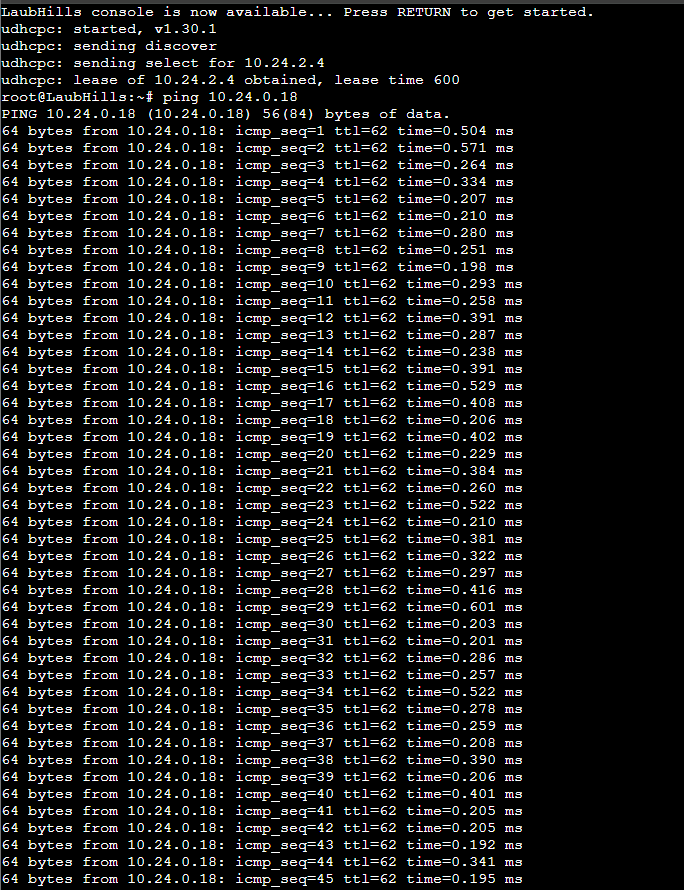 LaubHills console is now available... Press RETURN to get started.
udhcpc: started, v1.30.1
udhcpc: sending discover
udhcpc: sending select for 10.24.2.4
udhcpc: lease of 10.24.2.4 obtained, lease time 600
root@LaubHills:~# ping 10.24.0.18
PING 10.24.0.18 (10.24.0.18) 56(84) bytes of data.
64 bytes from 10.24.0.18: icmp_seq=1 ttl=62 time=0.504 ms
64 bytes from 10.24.0.18: icmp_seq=2 ttl=62 time=0.571 ms
64 bytes from 10.24.0.18: icmp_seq=3 ttl=62 time=0.264 ms
64 bytes from 10.24.0.18: icmp_seq=4 ttl=62 time=0.334 ms
64 bytes from 10.24.0.18: icmp_seq=5 ttl=62 time=0.207 ms
64 bytes from 10.24.0.18: icmp_seq=6 ttl=62 time=0.210 ms
64 bytes from 10.24.0.18: icmp_seq=7 ttl=62 time=0.280 ms
64 bytes from 10.24.0.18: icmp_seq=8 ttl=62 time=0.251 ms
64 bytes from 10.24.0.18: icmp_seq=9 ttl=62 time=0.198 ms
64 bytes from 10.24.0.18: icmp_seq=10 ttl=62 time=0.293 ms
64 bytes from 10.24.0.18: icmp_seq=11 ttl=62 time=0.258 ms
64 bytes from 10.24.0.18: icmp_seq=12 ttl=62 time=0.391 ms
64 bytes from 10.24.0.18: icmp_seq=13 ttl=62 time=0.287 ms
64 bytes from 10.24.0.18: icmp_seq=14 ttl=62 time=0.238 ms
64 bytes from 10.24.0.18: icmp_seq=15 ttl=62 time=0.391 ms
64 bytes from 10.24.0.18: icmp_seq=16 ttl=62 time=0.529 ms
64 bytes from 10.24.0.18: icmp_seq=17 ttl=62 time=0.408 ms
64 bytes from 10.24.0.18: icmp_seq=18 ttl=62 time=0.206 ms
64 bytes from 10.24.0.18: icmp_seq=19 ttl=62 time=0.402 ms
64 bytes from 10.24.0.18: icmp_seq=20 ttl=62 time=0.229 ms
64 bytes from 10.24.0.18: icmp_seq=21 ttl=62 time=0.384 ms
64 bytes from 10.24.0.18: icmp_seq=22 ttl=62 time=0.260 ms
64 bytes from 10.24.0.18: icmp_seq=23 ttl=62 time=0.522 ms
64 bytes from 10.24.0.18: icmp_seq=24 ttl=62 time=0.210 ms
64 bytes from 10.24.0.18: icmp_seq=25 ttl=62 time=0.381 ms
64 bytes from 10.24.0.18: icmp_seq=26 ttl=62 time=0.322 ms
64 bytes from 10.24.0.18: icmp_seq=27 ttl=62 time=0.297 ms
64 bytes from 10.24.0.18: icmp_seq=28 ttl=62 time=0.416 ms
64 bytes from 10.24.0.18: icmp_seq=29 ttl=62 time=0.601 ms
64 bytes from 10.24.0.18: icmp_seq=30 ttl=62 time=0.203 ms
64 bytes from 10.24.0.18: icmp_seq=31 ttl=62 time=0.201 ms
64 bytes from 10.24.0.18: icmp_seq=32 ttl=62 time=0.286 ms
64 bytes from 10.24.0.18: icmp_seq=33 ttl=62 time=0.257 ms
64 bytes from 10.24.0.18: icmp_seq=34 ttl=62 time=0.522 ms
64 bytes from 10.24.0.18: icmp_seq=35 ttl=62 time=0.278 ms
64 bytes from 10.24.0.18: icmp_seq=36 ttl=62 time=0.259 ms
64 bytes from 10.24.0.18: icmp_seq=37 ttl=62 time=0.208 ms
64 bytes from 10.24.0.18: icmp_seq=38 ttl=62 time=0.390 ms
64 bytes from 10.24.0.18: icmp_seq=39 ttl=62 time=0.206 ms
64 bytes from 10.24.0.18: icmp_seq=40 ttl=62 time=0.401 ms
64 bytes from 10.24.0.18: icmp_seq=41 ttl=62 time=0.205 ms
64 bytes from 10.24.0.18: icmp_seq=42 ttl=62 time=0.205 ms
64 bytes from 10.24.0.18: icmp_seq=43 ttl=62 time=0.192 ms
64 bytes from 10.24.0.18: icmp_seq=44 ttl=62 time=0.341 ms
64 bytes from 10.24.0.18: icmp_seq=45 ttl=62 time=0.195 ms